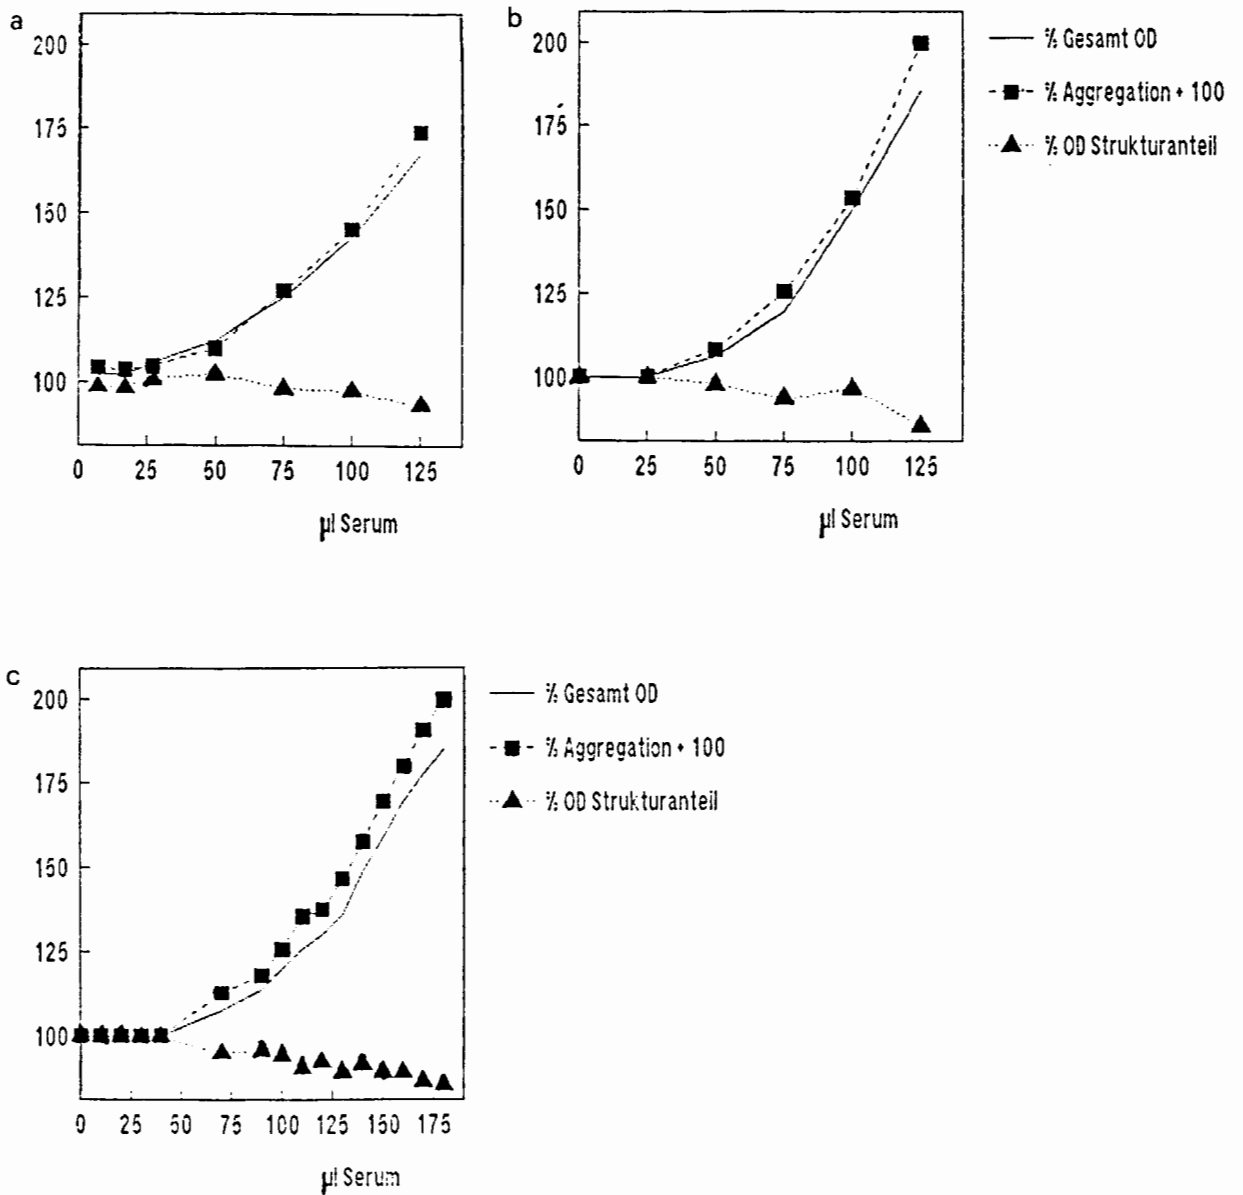 a
200
175
150
125
100
0 25 50 75 100 125
µl Serum
b
200
175
150
125
100
0 25 50 75 100 125
µl Serum
% Gesamt OD
% Aggregation + 100
% OD Strukturanteil
c
200
175
150
125
100
0 25 50 75 100 125 150 175
µl Serum
% Gesamt OD
% Aggregation + 100
% OD Strukturanteil